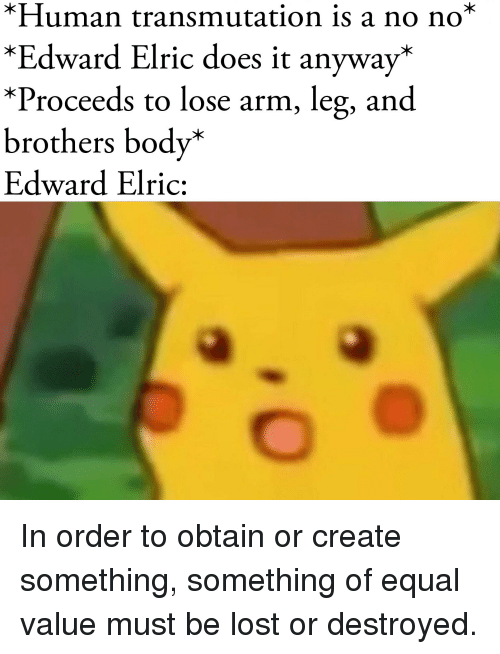 *Human transmutation is a no no*
*Edward Elric does it anyway*
*Proceeds to lose arm, leg, and
brothers body*
Edward Elric:
In order to obtain or create
something, something of equal
value must be lost or destroyed.